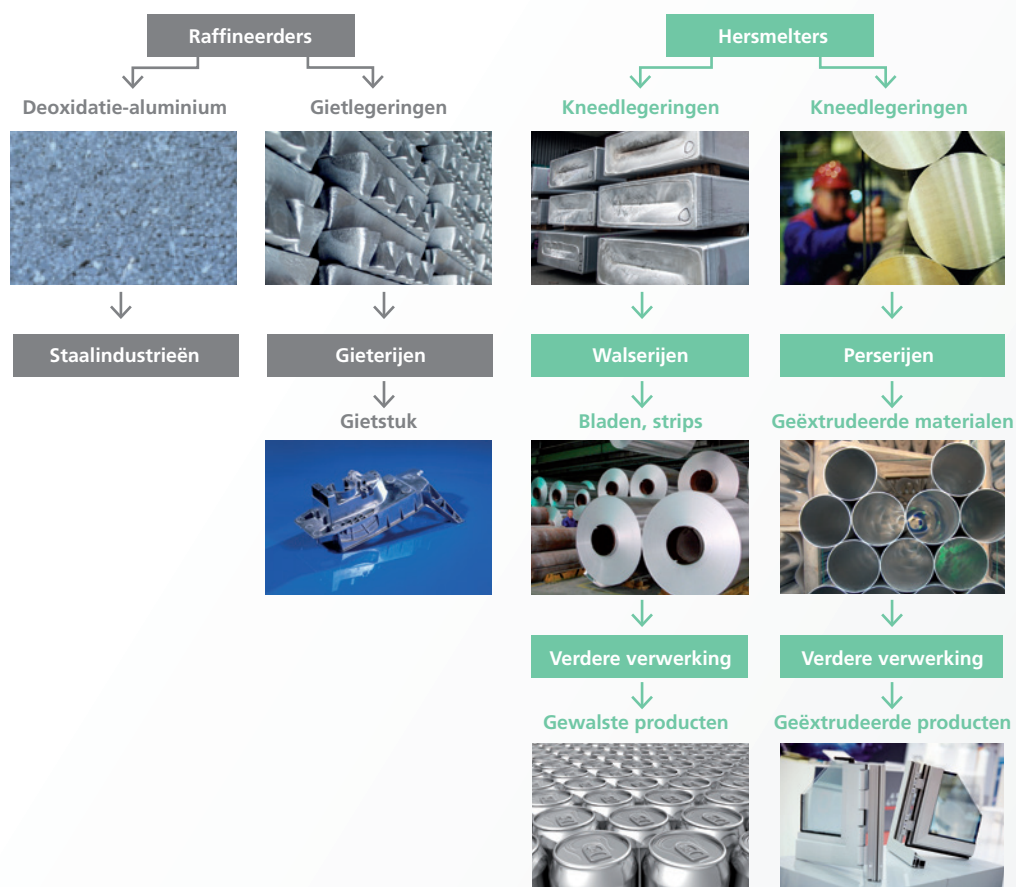 Raffineerders
Hersmelters
Deoxidatie-aluminium
Gietlegeringen
Kneedlegeringen
Kneedlegeringen
Staalindustrieën
Gieterijen
Walserijen
Perserijen
Gietstuk
Bladen, strips
Geëxtrudeerde materialen
Verdere verwerking
Verdere verwerking
Gewalste producten
Geëxtrudeerde producten